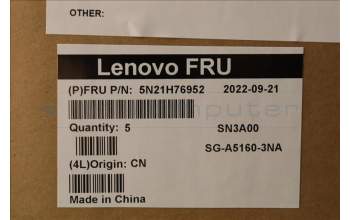 OTHER:
Lenovo FRU
(P)FRU P/N: 5N21H76952 2022-09-21
Quantity: 5 SN3A00
SG-A5160-3NA
(4L)Origin: CN
Made in China